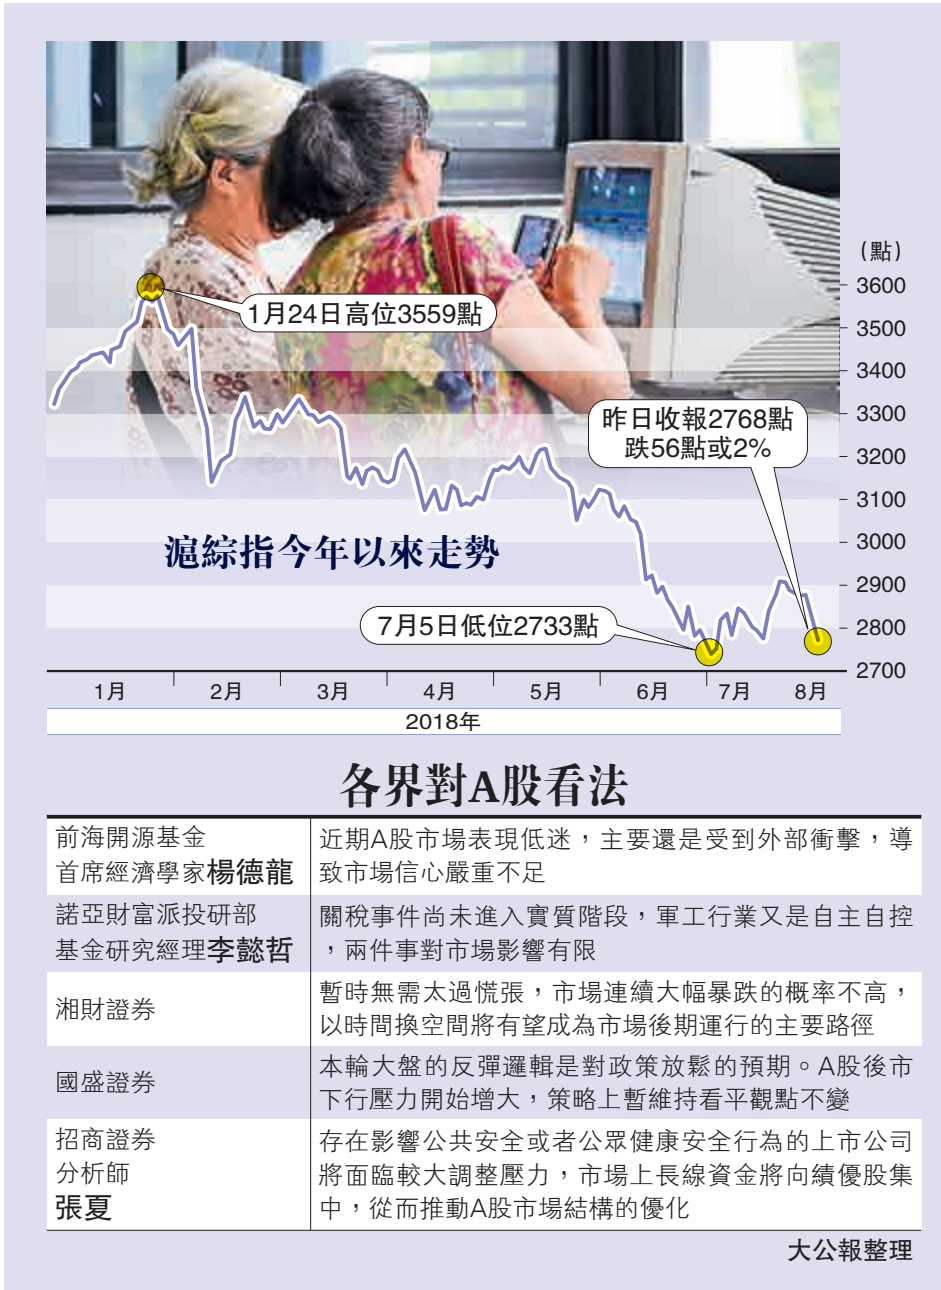 (點)
3600
1月24日高位3559點
3500
3400
3300
昨日收報2768點
跌56點或2%
3200
3100
滬綜指今年以來走勢
3000
2900
7月5日低位2733點
2800
2700
1月 2月 3月 4月 5月 6月 7月 8月
2018年
各界對A股看法
前海開源基金
首席經濟學家楊德龍
近期A股市場表現低迷，主要還是受到外部衝擊，導
致市場信心嚴重不足
諾亞財富派投研部
基金研究經理李懿哲
關稅事件尚未進入實質階段，軍工行業又是自主自控
，兩件事對市場影響有限
湘財證券
暫時無需太過慌張，市場連續大幅暴跌的概率不高，
以時間換空間將有望成為市場後期運行的主要路徑
國盛證券
本輪大盤的反彈邏輯是對政策放鬆的預期。A股後市
下行壓力開始增大，策略上暫維持看平觀點不變
招商證券
分析師
張夏
存在影響公共安全或者公眾健康安全行為的上市公司
將面臨較大調整壓力，市場上長線資金將向績優股集
中，從而推動A股市場結構的優化
大公報整理